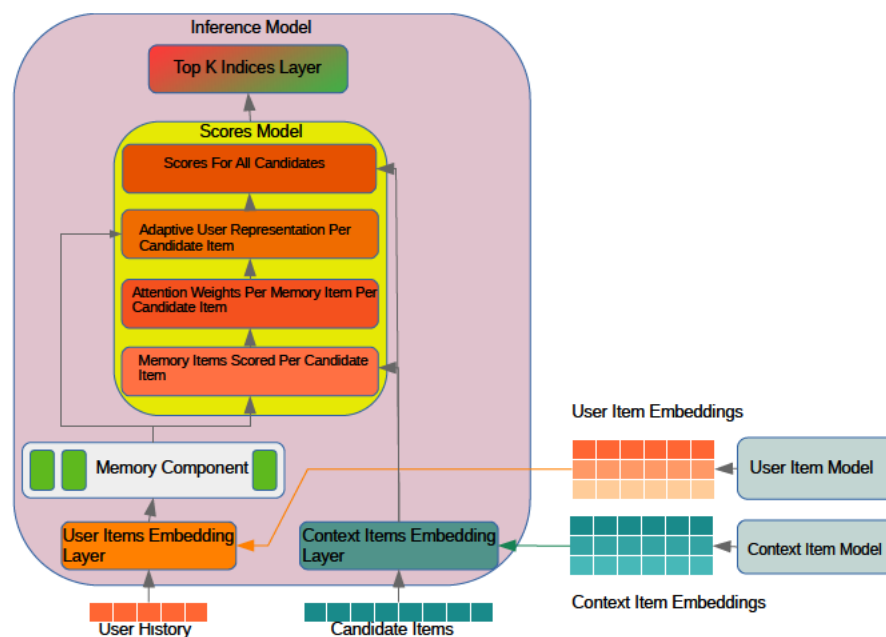 Inference Model
Top K Indices Layer
Scores Model
Scores For All Candidates
Adaptive User Representation Per
Candidate Item
Attention Weights Per Memory Item Per
Candidate Item
Memory Items Scored Per Candidate
Item
User Item Embeddings
Memory Component
User Item Model
User Items Embedding
Layer
Context Items Embedding
Layer
Context Item Model
Context Item Embeddings
User History
Candidate Items